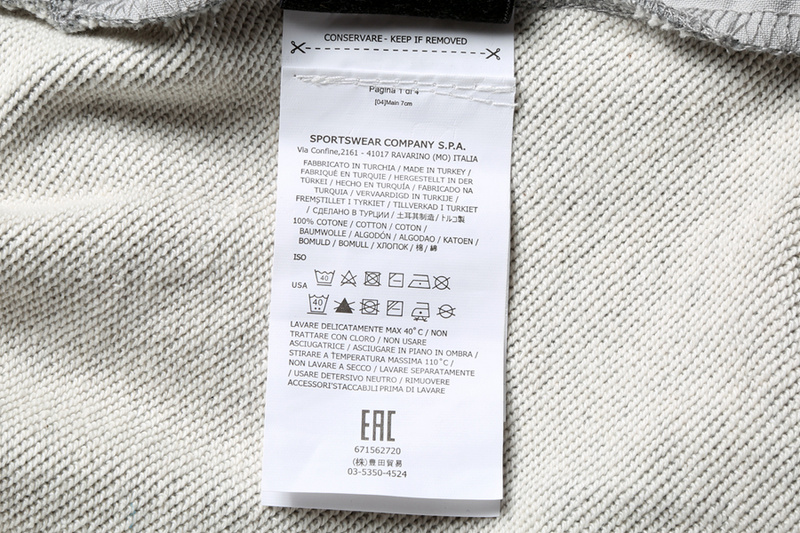 CONSERVARE - KEEP IF REMOVED
Pagina 1 di 4
[04]Main 7cm
SPORTSWEAR COMPANY S.P.A.
Via Confine,2161 - 41017 RAVARINO (MO) ITALIA
FABBRICATO IN TURCHIA / MADE IN TURKEY /
FABRIQUÉ EN TURQUIE / HERGESTELLT IN DER
TÜRKEI / HECHO EN TURQUÍA / FABRICADO NA
TURQUIA / VERVAARDIGD IN TURKIJE /
FREMSTILLET I TYRKIET / TILLVERKAD I TURKIET
/ СДЕЛАНО В ТУРЦИИ / 土耳其制造 / トルコ製
100% COTONE / COTTON / COTON /
BAUMWOLLE / ALGODÓN / ALGODAO / KATOEN /
BOMULD / BOMULL / ХЛОПОК / 棉 / 綿
ISO
40
USA
40
LAVARE DELICATAMENTE MAX 40°C / NON
TRATTARE CON CLORO / NON USARE
ASCIUGATRICE / ASCIUGARE IN PIANO IN OMBRA /
STIRARE A TEMPERATURA MASSIMA 110°C /
NON LAVARE A SECCO / LAVARE SEPARATAMENTE
/ USARE DETERSIVO NEUTRO / RIMUOVERE
ACCESSORI STACCABILI PRIMA DI LAVARE
EAC
671562720
(株)豊田貿易
03-5350-4524